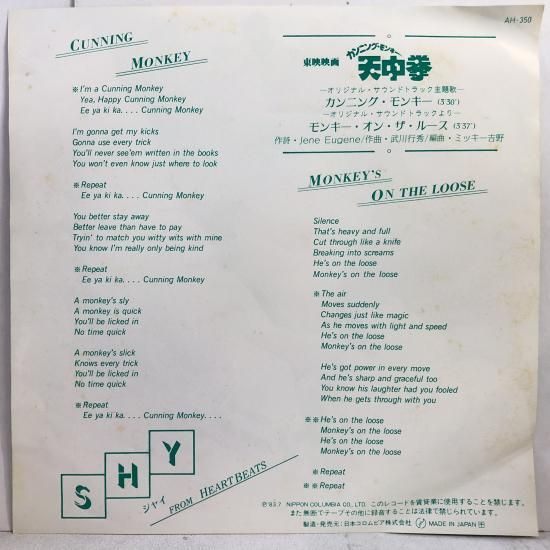 AH-350
CUNNING
MONKEY
※I'm a Cunning Monkey
Yea, Happy Cunning Monkey
Ee ya ki ka. . . . Cunning Monkey
I'm gonna get my kicks
Gonna use every trick
You'll never see'em written in the books
You won't even know just where to look
※Repeat
Ee ya ki ka. . . . Cunning Monkey
You better stay away
Better leave than have to pay
Tryin' to match you witty wits with mine
You know I'm really only being kind
※Repeat
Ee ya ki ka. . . . Cunning Monkey
A monkey's sly
A monkey is quick
You'll be licked in
No time quick
A monkey's slick
Knows every trick
You'll be licked in
No time quick
※Repeat
Ee ya ki ka. . . . Cunning Monkey. . . .
SHY
シャイ FROM HEART BEATS
東映映画
カンニング・モンキー
天中拳
—オリジナル・サウンドトラック主題歌—
カンニング・モンキー(3'30")
—オリジナル・サウンドトラックより—
モンキー・オン・ザ・ルース(3'37")
作詩・Jene Eugene/作曲・武川行秀/編曲・ミッキー吉野
MONKEY'S
ON THE LOOSE
Silence
That's heavy and full
Cut through like a knife
Breaking into screams
He's on the loose
Monkey's on the loose
※The air
Moves suddenly
Changes just like magic
As he moves with light and speed
He's on the loose
Monkey's on the loose
He's got power in every move
And he's sharp and graceful too
You know his laughter had you fooled
When he gets through with you
※※He's on the loose
Monkey's on the loose
He's on the loose
Monkey's on the loose
※Repeat
※※Repeat
Ⓟ'83.7 NIPPON COLUMBIA CO., LTD. このレコードを賃貸業に使用することを禁じます。
また無断でテープその他に録音することは法律で禁じられています。
製造・発売元:日本コロムビア株式会社 MADE IN JAPAN